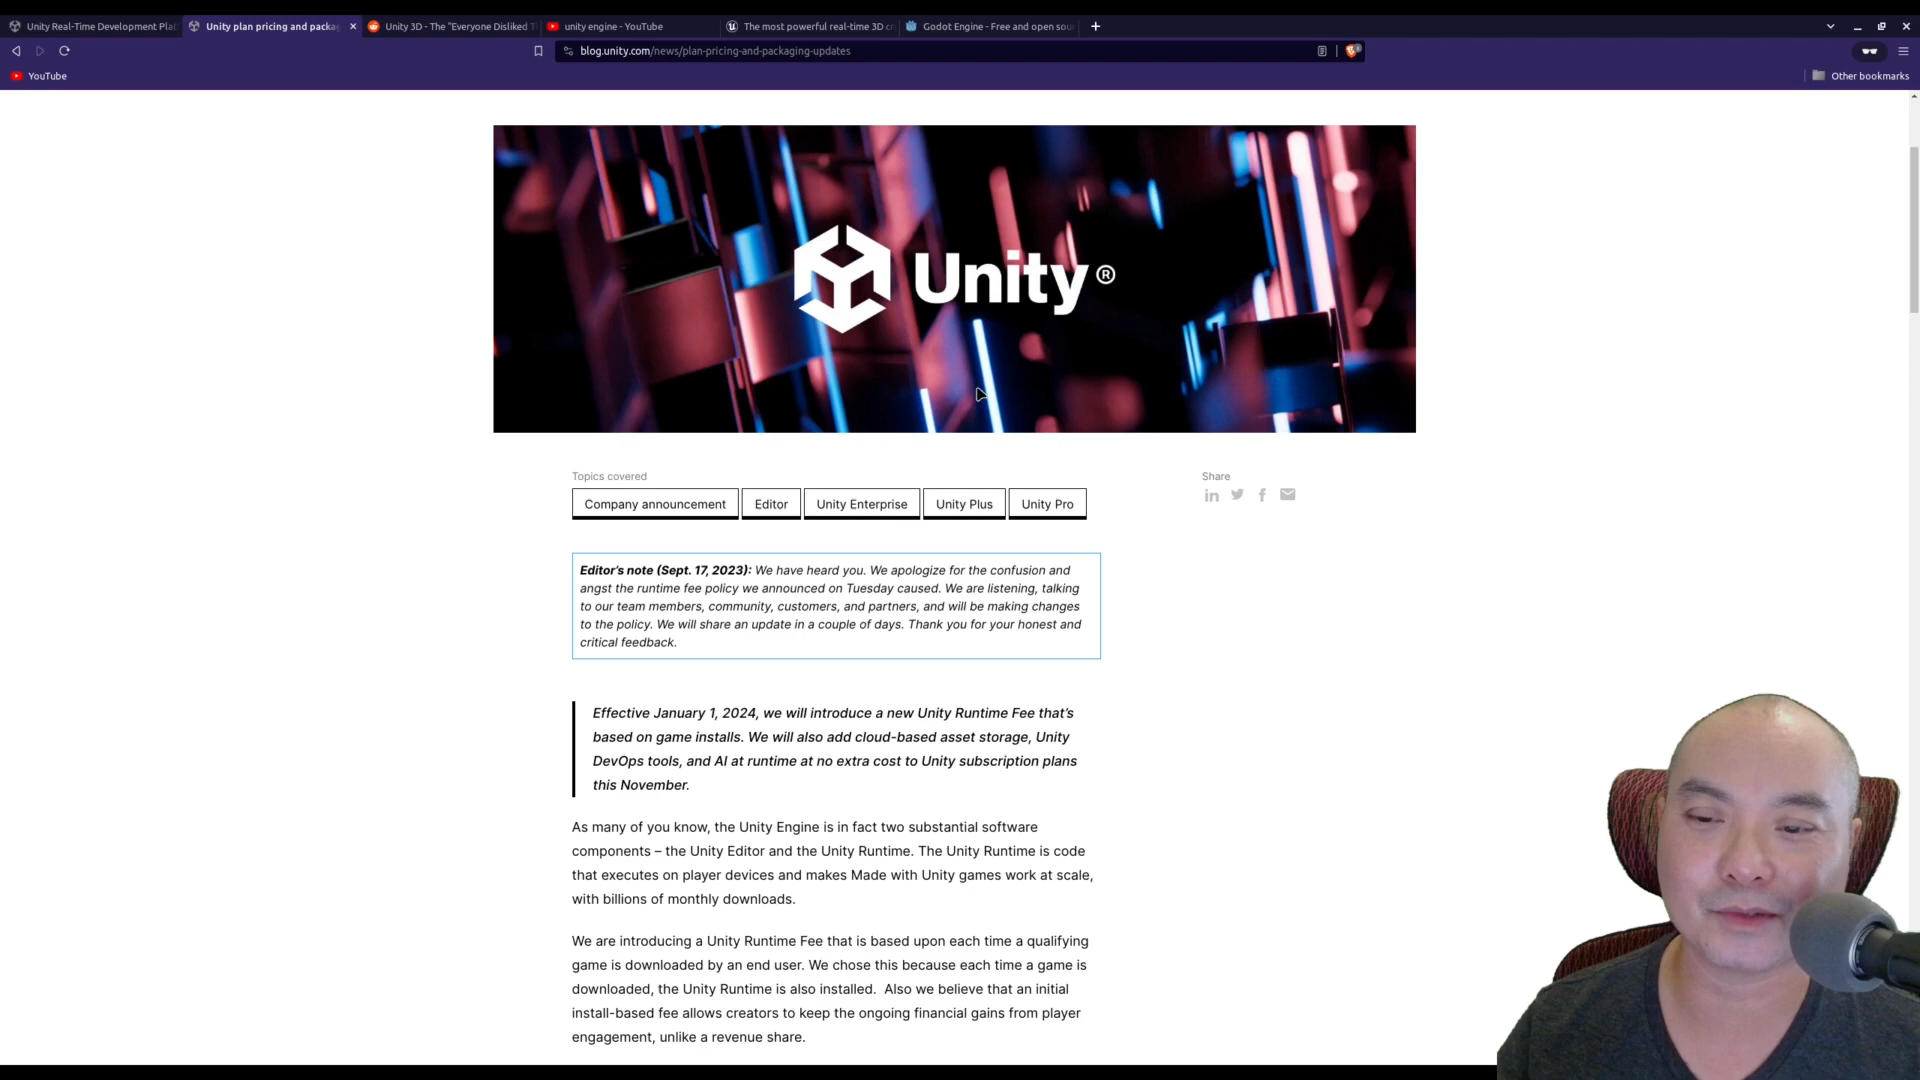 Unity Real-Time Development Plat
Unity plan pricing and packa
Unity 3D - The "Everyone Disliked T
unity engine - YouTube
The most powerful real-time 3D cr
Godot Engine - Free and open sou
blog.unity.com/news/plan-pricing-and-packaging-updates
YouTube
Other bookmarks
Unity®
Topics covered
Share
Company announcement
Editor
Unity Enterprise
Unity Plus
Unity Pro
Editor's note (Sept. 17, 2023): We have heard you. We apologize for the confusion and
angst the runtime fee policy we announced on Tuesday caused. We are listening, talking
to our team members, community, customers, and partners, and will be making changes
to the policy. We will share an update in a couple of days. Thank you for your honest and
critical feedback.
Effective January 1, 2024, we will introduce a new Unity Runtime Fee that's
based on game installs. We will also add cloud-based asset storage, Unity
DevOps tools, and AI at runtime at no extra cost to Unity subscription plans
this November.
As many of you know, the Unity Engine is in fact two substantial software
components – the Unity Editor and the Unity Runtime. The Unity Runtime is code
that executes on player devices and makes Made with Unity games work at scale,
with billions of monthly downloads.
We are introducing a Unity Runtime Fee that is based upon each time a qualifying
game is downloaded by an end user. We chose this because each time a game is
downloaded, the Unity Runtime is also installed.  Also we believe that an initial
install-based fee allows creators to keep the ongoing financial gains from player
engagement, unlike a revenue share.